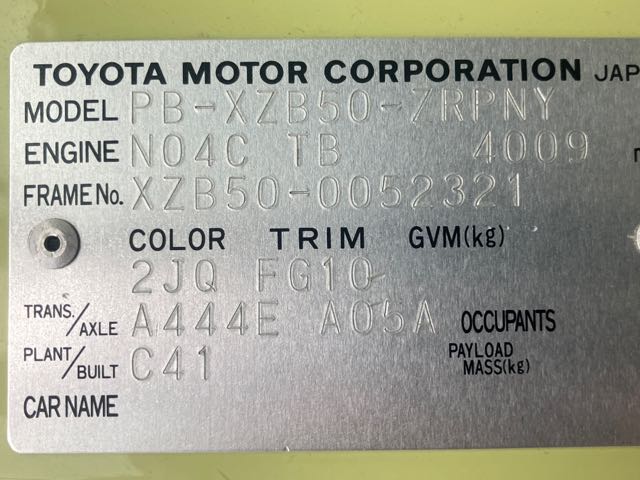 TOYOTA MOTOR CORPORATION JAP
MODEL PB-XZB50-ZRPNY
ENGINE N04C TB 4009
FRAME No. XZB50-0052321
COLOR TRIM GVM(kg)
2JQ FG10
TRANS./AXLE A444E A05A OCCUPANTS
PLANT/BUILT C41 PAYLOAD MASS(kg)
CAR NAME